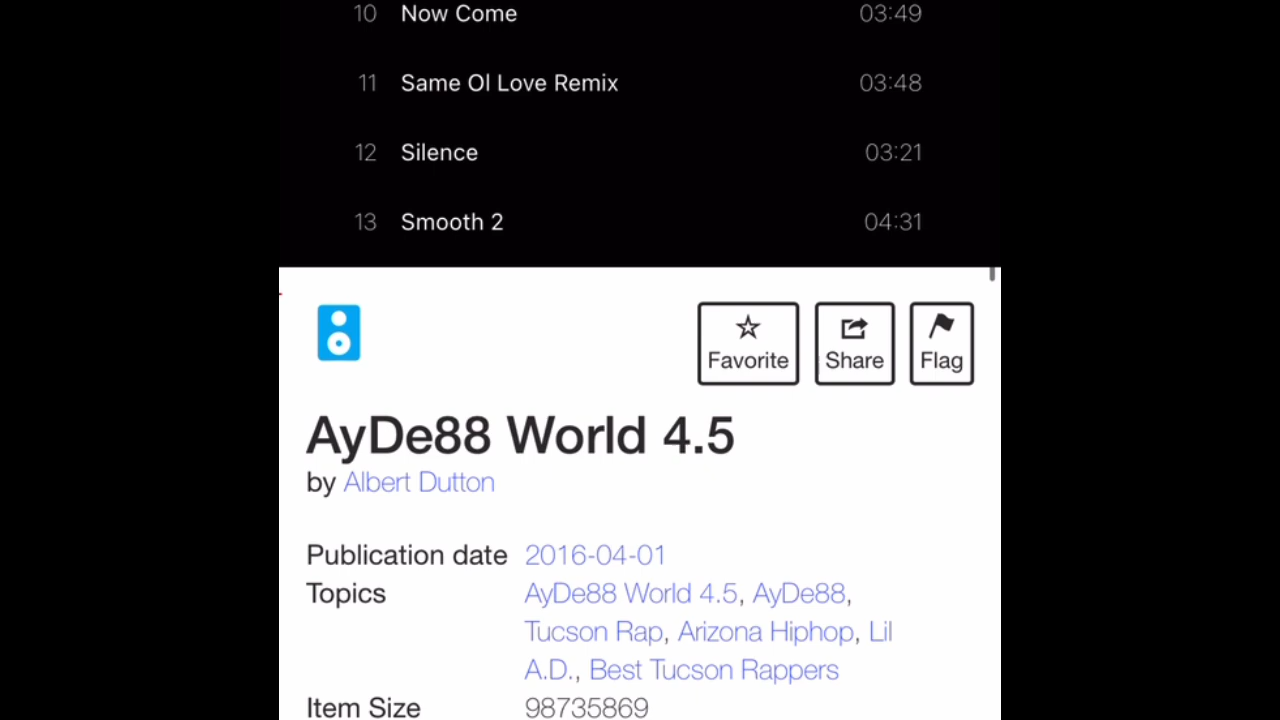 10 Now Come 03:49
11 Same Ol Love Remix 03:48
12 Silence 03:21
13 Smooth 2 04:31
Favorite Share Flag
AyDe88 World 4.5
by Albert Dutton
Publication date 2016-04-01
Topics AyDe88 World 4.5, AyDe88,
Tucson Rap, Arizona Hiphop, Lil
A.D., Best Tucson Rappers
Item Size 98735869